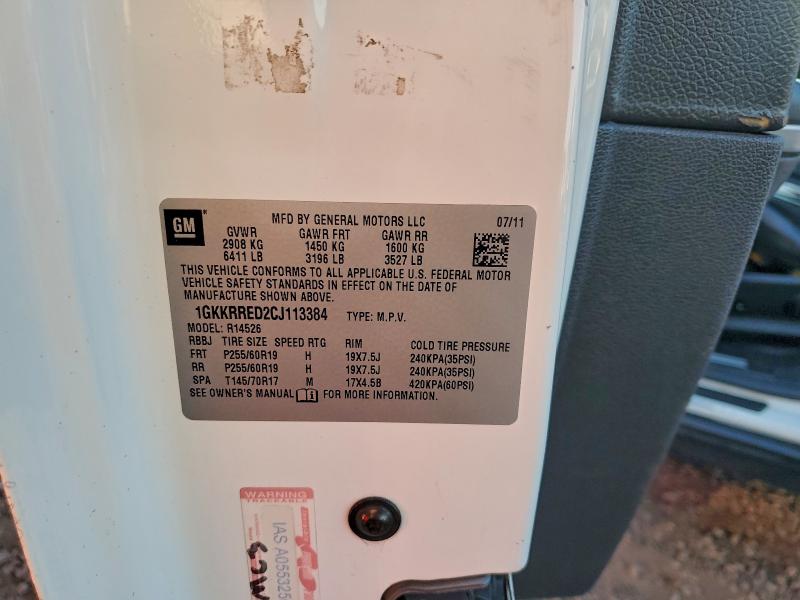 GM
MFD BY GENERAL MOTORS LLC 07/11
GVWR GAWR FRT GAWR RR
2908 KG 1450 KG 1600 KG
6411 LB 3196 LB 3527 LB
THIS VEHICLE CONFORMS TO ALL APPLICABLE U.S. FEDERAL MOTOR
VEHICLE SAFETY STANDARDS IN EFFECT ON THE DATE OF
MANUFACTURE SHOWN ABOVE.
1GKKRRED2CJ113384 TYPE: M.P.V.
MODEL: R14526
RBBJ TIRE SIZE SPEED RTG RIM COLD TIRE PRESSURE
FRT P255/60R19 H 19X7.5J 240KPA(35PSI)
RR P255/60R19 H 19X7.5J 240KPA(35PSI)
SPA T145/70R17 M 17X4.5B 420KPA(60PSI)
SEE OWNER'S MANUAL FOR MORE INFORMATION.
WARNING
TRACEABLE
IAS A055325